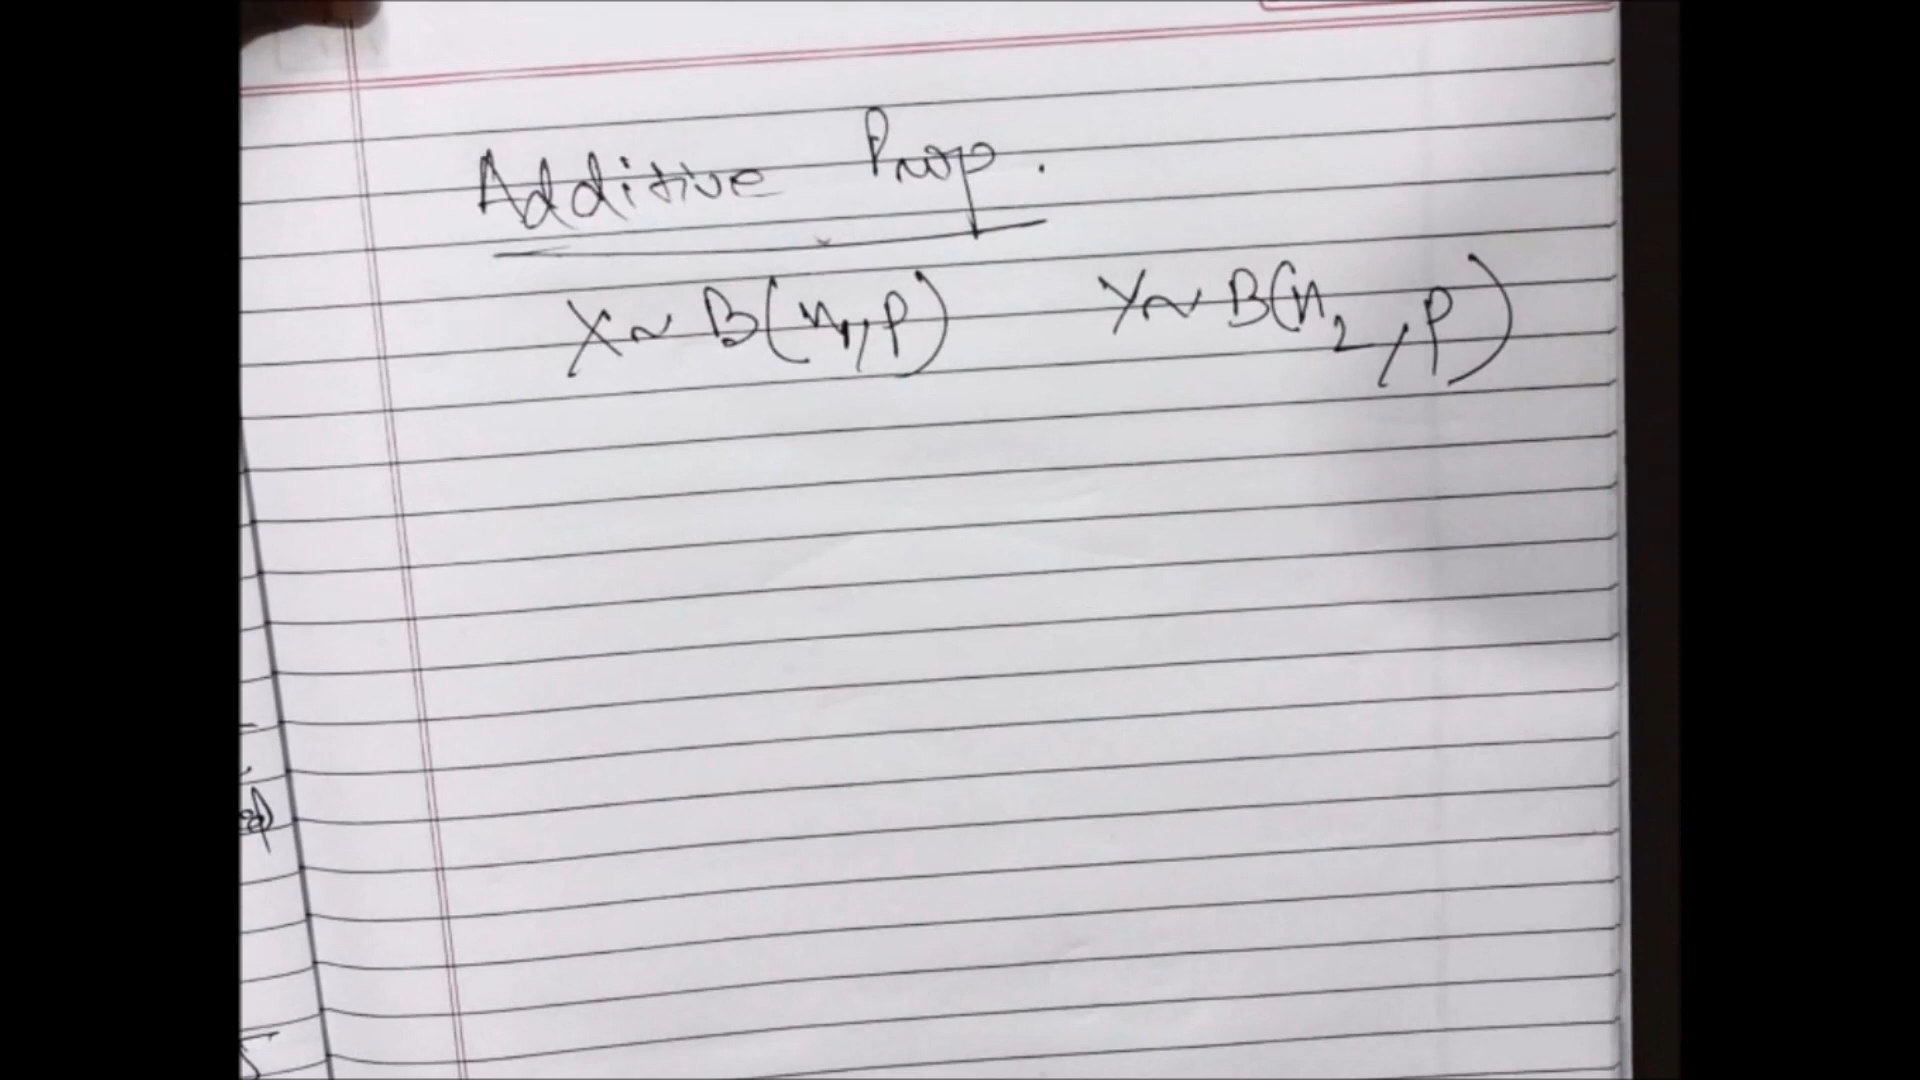 Additive Prop.
X~ B(n₁,p) Y~ B(n₂,p)